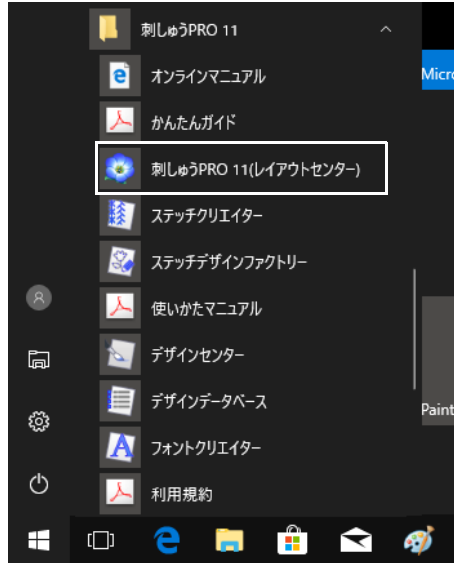 刺しゅうPRO 11
オンラインマニュアル
Micro
かんたんガイド
刺しゅうPRO 11(レイアウトセンター)
ステッチクリエイター
ステッチデザインファクトリー
使いかたマニュアル
デザインセンター
デザインデータベース
Paint
フォントクリエイター
利用規約